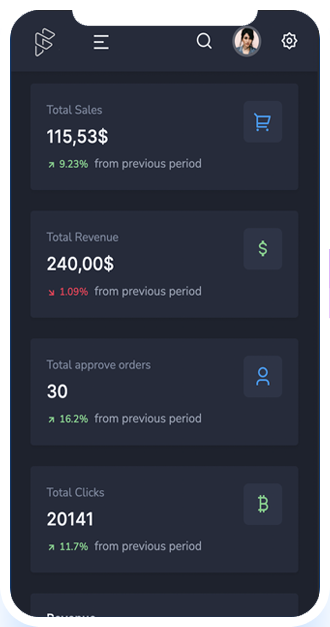 Total Sales
115,53$
9.23% from previous period
Total Revenue
240,00$
1.09% from previous period
Total approve orders
30
16.2% from previous period
Total Clicks
20141
11.7% from previous period